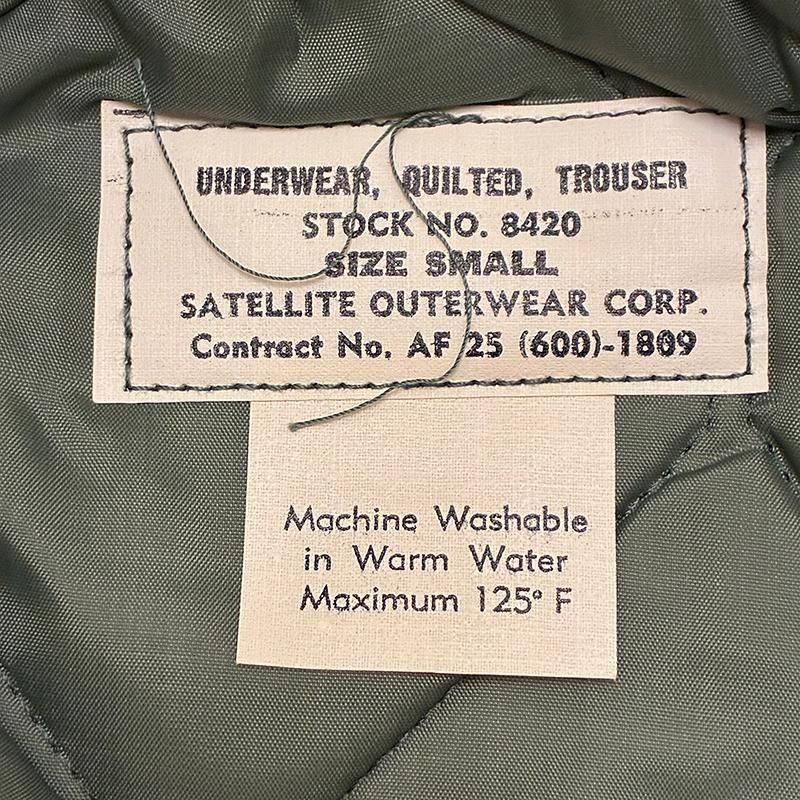 UNDERWEAR, QUILTED, TROUSER
STOCK NO. 8420
SIZE SMALL
SATELLITE OUTERWEAR CORP.
Contract No. AF 25 (600)-1809
Machine Washable
in Warm Water
Maximum 125° F